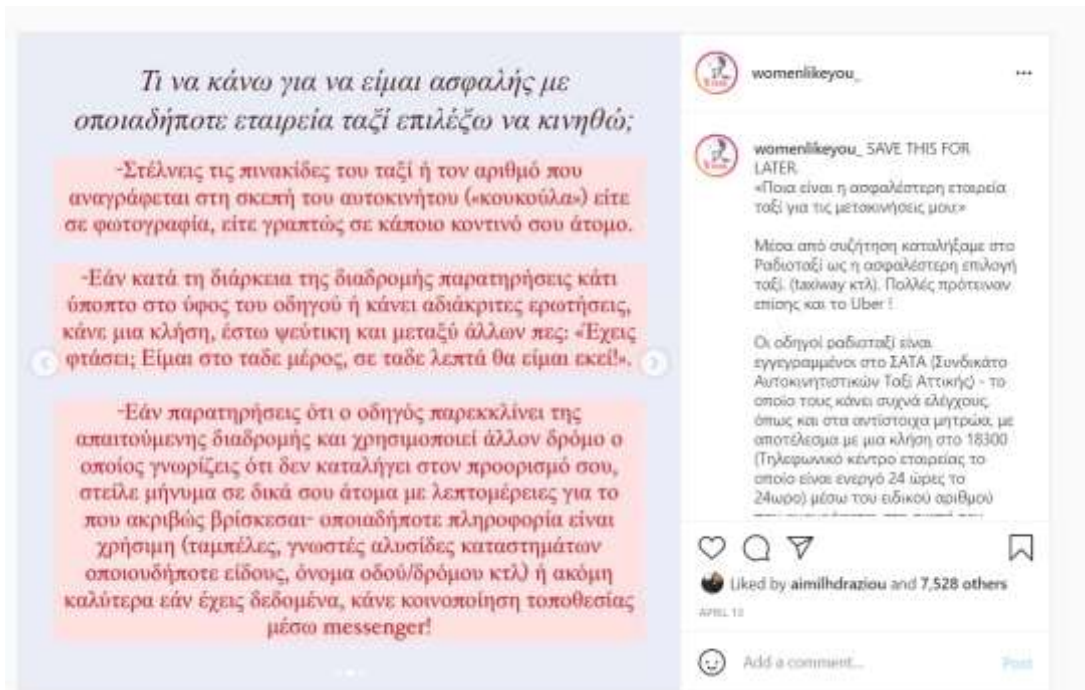 Τι να κάνω για να είμαι ασφαλής με
οποιαδήποτε εταιρεία ταξί επιλέξω να κινηθώ;
-Στέλνεις τις πινακίδες του ταξί ή τον αριθμό που
αναγράφεται στη σκεπή του αυτοκινήτου («κουκούλα») είτε
σε φωτογραφία, είτε γραπτώς σε κάποιο κοντινό σου άτομο.
-Εάν κατά τη διάρκεια της διαδρομής παρατηρήσεις κάτι
ύποπτο στο ύφος του οδηγού ή κάνει αδιάκριτες ερωτήσεις,
κάνε μια κλήση, έστω ψεύτικη και μεταξύ άλλων πες: «Έχεις
φτάσει; Είμαι στο ταδε μέρος, σε ταδε λεπτά θα είμαι εκεί!».
-Εάν παρατηρήσεις ότι ο οδηγός παρεκκλίνει της
απαιτούμενης διαδρομής και χρησιμοποιεί άλλον δρόμο ο
οποίος γνωρίζεις ότι δεν καταλήγει στον προορισμό σου,
στείλε μήνυμα σε δικά σου άτομα με λεπτομέρειες για το
που ακριβώς βρίσκεσαι- οποιαδήποτε πληροφορία είναι
χρήσιμη (ταμπέλες, γνωστές αλυσίδες καταστημάτων
οποιουδήποτε είδους, όνομα οδού/δρόμου κτλ) ή ακόμη
καλύτερα εάν έχεις δεδομένα, κάνε κοινοποίηση τοποθεσίας
μέσω messenger!
womenlikeyou_
womenlikeyou_ SAVE THIS FOR
LATER
«Ποια είναι η ασφαλέστερη εταιρεία
ταξί για τις μετακινήσεις μου;»
Μέσα από συζήτηση καταλήξαμε στο
Ραδιοταξί ως η ασφαλέστερη επιλογή
ταξί. (taxiway κτλ). Πολλές πρότειναν
επίσης και το Uber !
Οι οδηγοί ραδιοταξί είναι
εγγεγραμμένοι στο ΣΑΤΑ (Συνδικάτο
Αυτοκινητιστικών Ταξί Αττικής) - το
οποίο τους κάνει συχνά ελέγχους,
όπως και στα αντίστοιχα μητρώα, με
αποτέλεσμα με μια κλήση στο 18300
(Τηλεφωνικό κέντρο εταιρείας το
οποίο είναι ενεργό 24 ώρες το
24ωρο) μέσω του ειδικού αριθμού
Liked by aimilhdraziou and 7,528 others
Add a comment...
Post